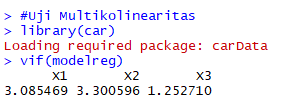 > #Uji Multikolinearitas
> library(car)
Loading required package: carData
> vif(modelreg)
x1 x2 x3
3.085469 3.300596 1.252710